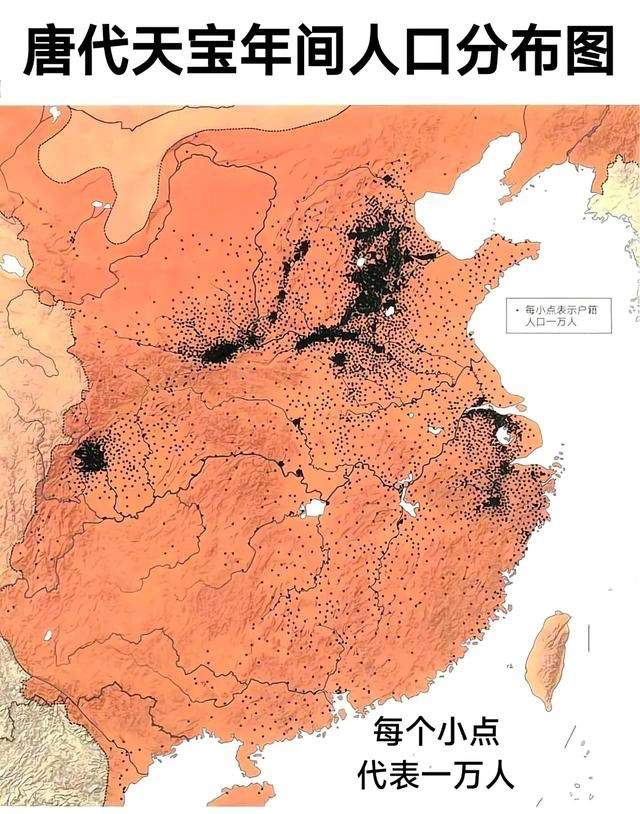 唐代天宝年间人口分布图
• 每小点表示户籍
人口一万人
每个小点
代表一万人